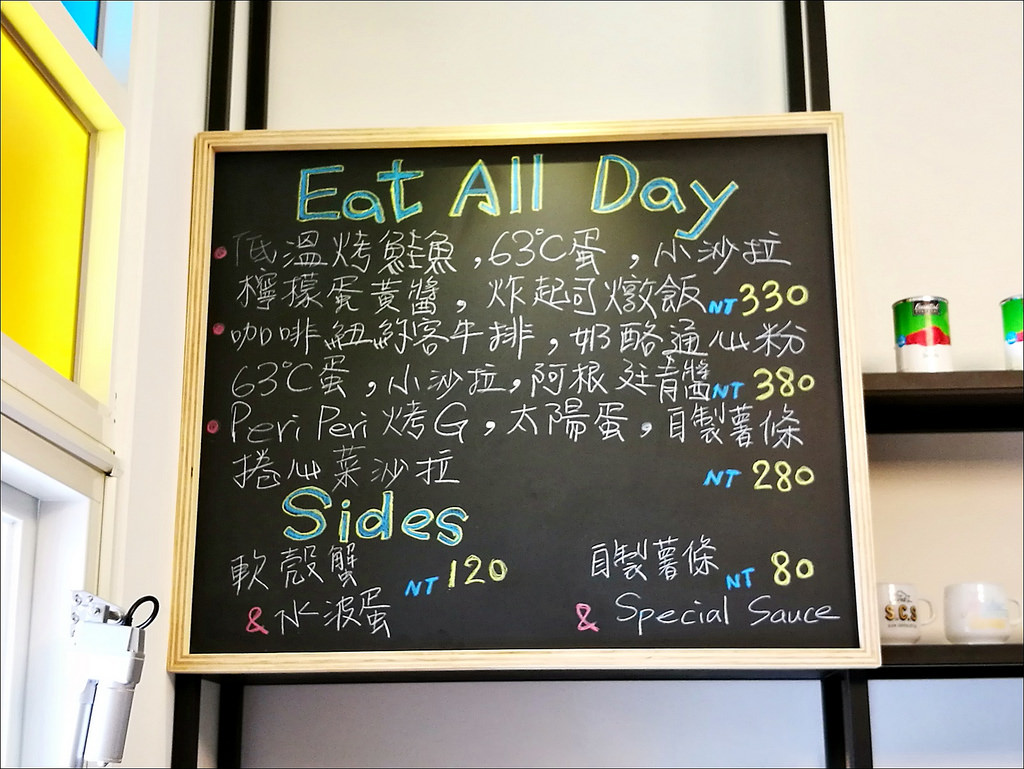 Eat All Day
低溫烤鮭魚，63°C蛋，小沙拉
檸檬蛋黃醬，炸起司燉飯 NT 330
咖啡紐約客牛排，奶酪通心粉
63°C蛋，小沙拉，阿根廷青醬 NT 380
Peri Peri 烤G，太陽蛋，自製薯條
捲心菜沙拉 NT 280
Sides
軟殼蟹 NT 120
& 水波蛋
自製薯條 NT 80
& Special Sauce
S.C.S